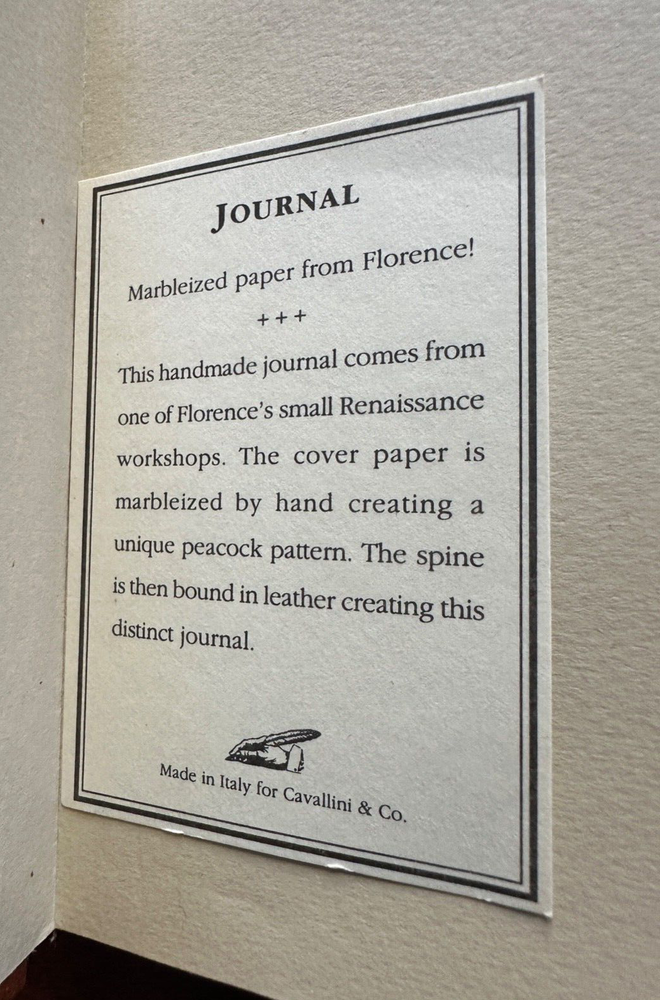 JOURNAL
Marbleized paper from Florence!
+++
This handmade journal comes from
one of Florence's small Renaissance
workshops. The cover paper is
marbleized by hand creating a
unique peacock pattern. The spine
is then bound in leather creating this
distinct journal.
Made in Italy for Cavallini & Co.